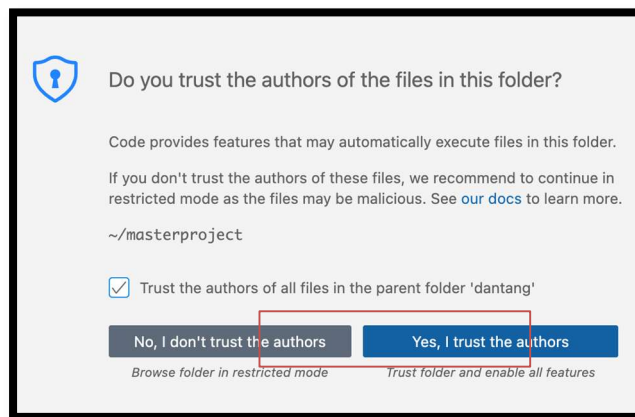 Do you trust the authors of the files in this folder?
Code provides features that may automatically execute files in this folder.
If you don't trust the authors of these files, we recommend to continue in
restricted mode as the files may be malicious. See our docs to learn more.
~/masterproject
Trust the authors of all files in the parent folder 'dantang'
No, I don't trust the authors
Yes, I trust the authors
Browse folder in restricted mode
Trust folder and enable all features